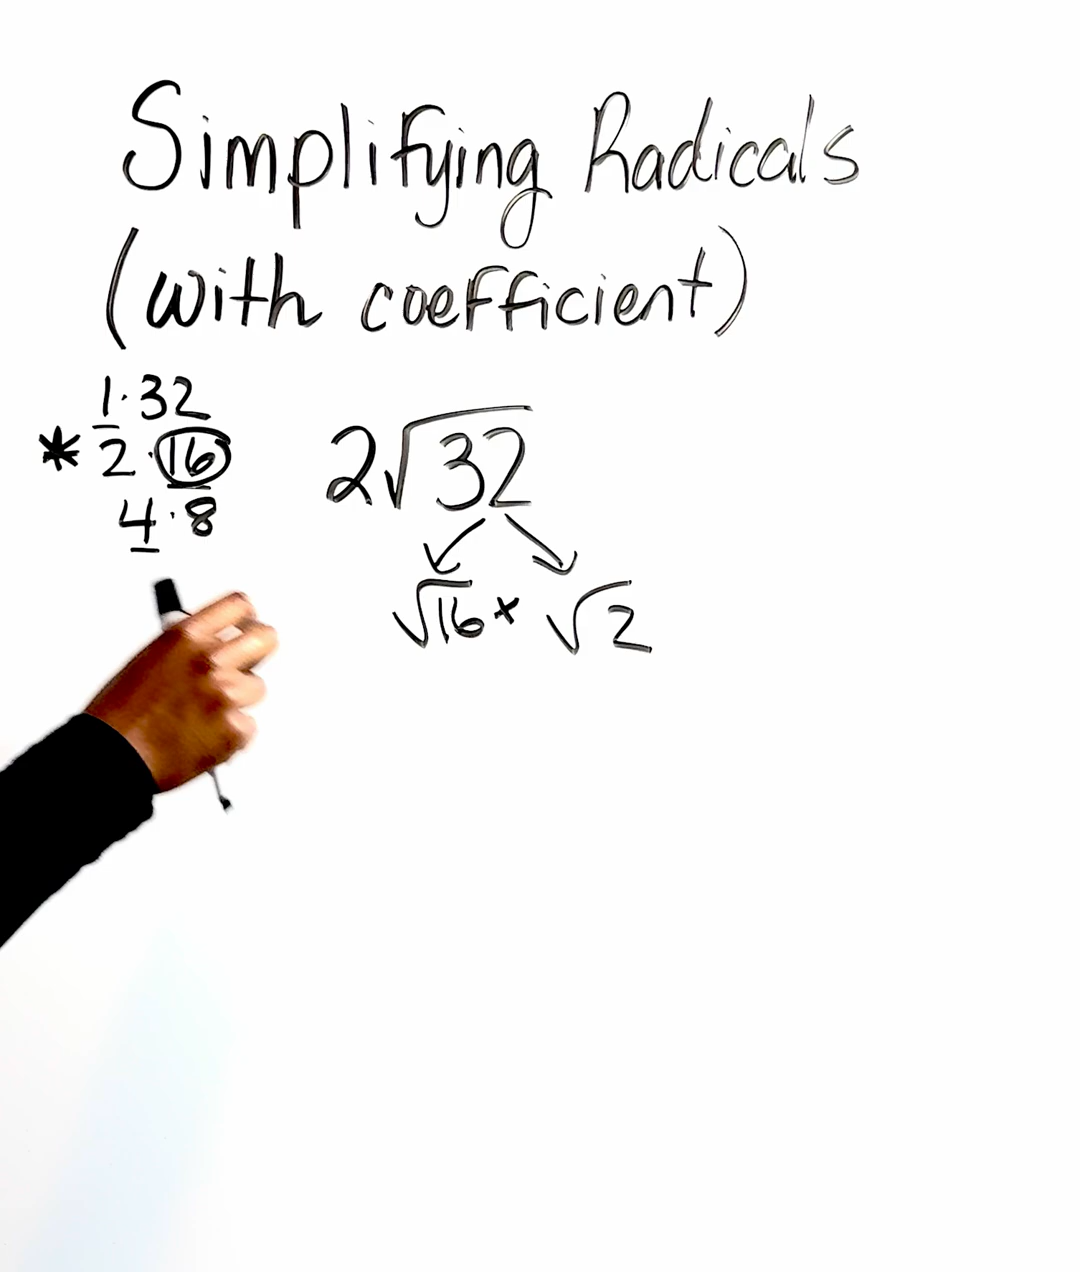 Simplifying Radicals
(with coefficient)
1·32
* 2·16
4·8
2√32
√16 × √2